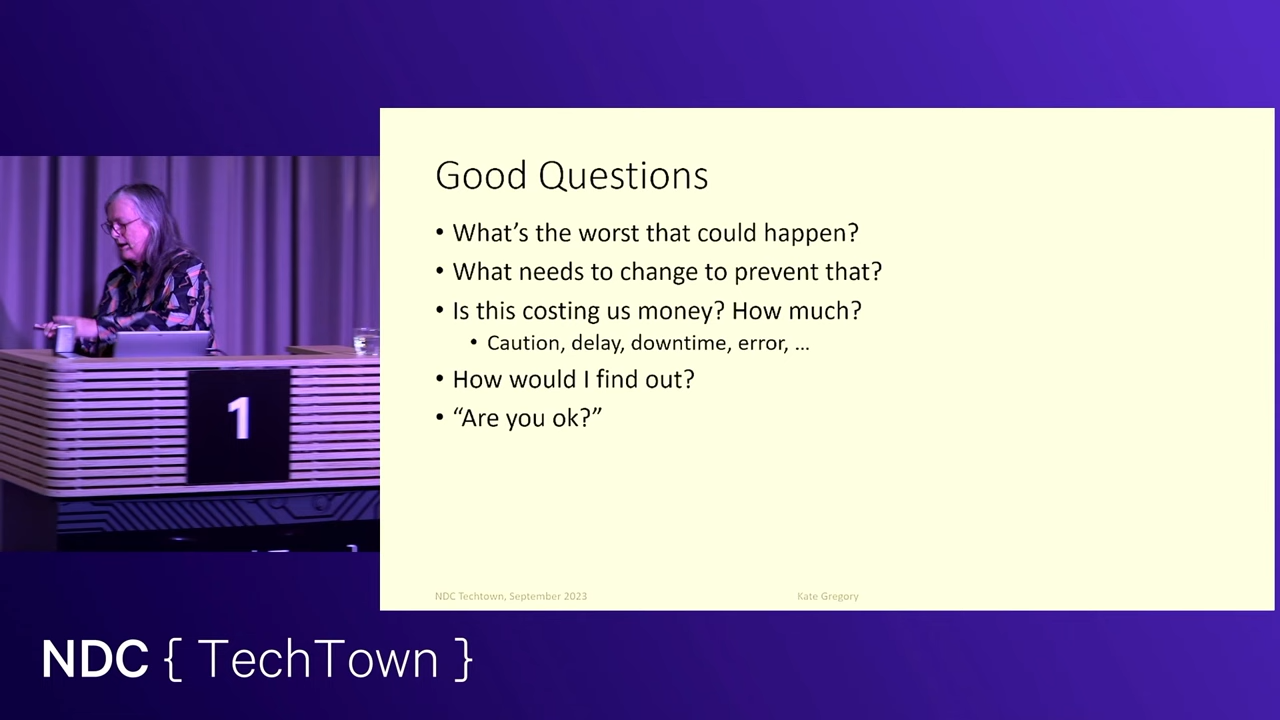 Good Questions
• What's the worst that could happen?
• What needs to change to prevent that?
• Is this costing us money? How much?
• Caution, delay, downtime, error, ...
• How would I find out?
• “Are you ok?”
NDC Techtown, September 2023
Kate Gregory
1
NDC { TechTown }